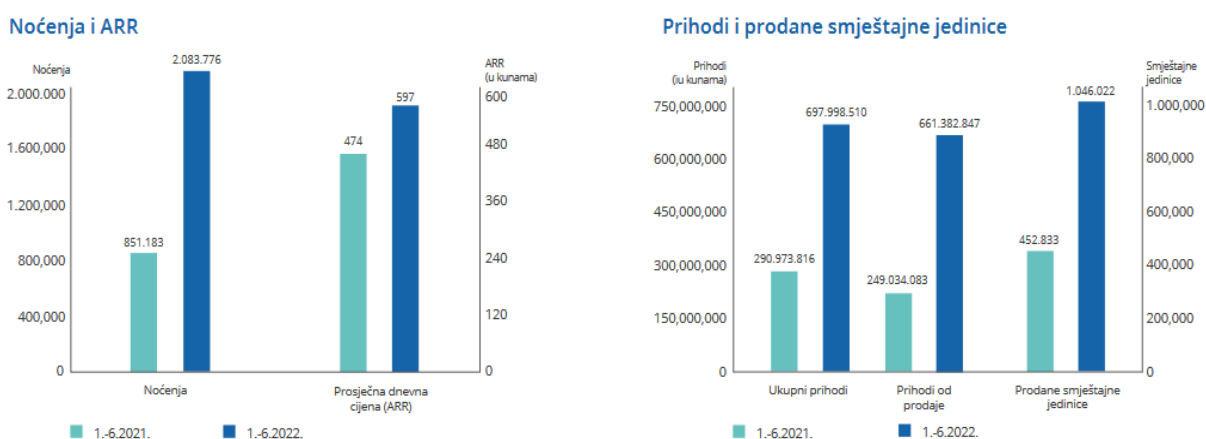 Noćenja i ARR
Noćenja
ARR
(u kunama)
2.083.776
597
474
851.183
2.000.000
1.600,000
1.200,000
800,000
400,000
0
600
480
360
240
120
0
Noćenja
Prosječna dnevna
cijena (ARR)
1.-6.2021.
1.-6.2022.
Prihodi i prodane smještajne jedinice
Prihodi
(iu kunama)
Smještajne
jedinice
697.998.510
661.382.847
1.046.022
290.973.816
249.034.083
452.833
750,000,000
600,000,000
450,000,000
300,000,000
150,000,000
0
1.000,000
800,000
600,000
400,000
200,000
0
Ukupni prihodi
Prihodi od
prodaje
Prodane smještajne
jedinice
1.-6.2021.
1.-6.2022.